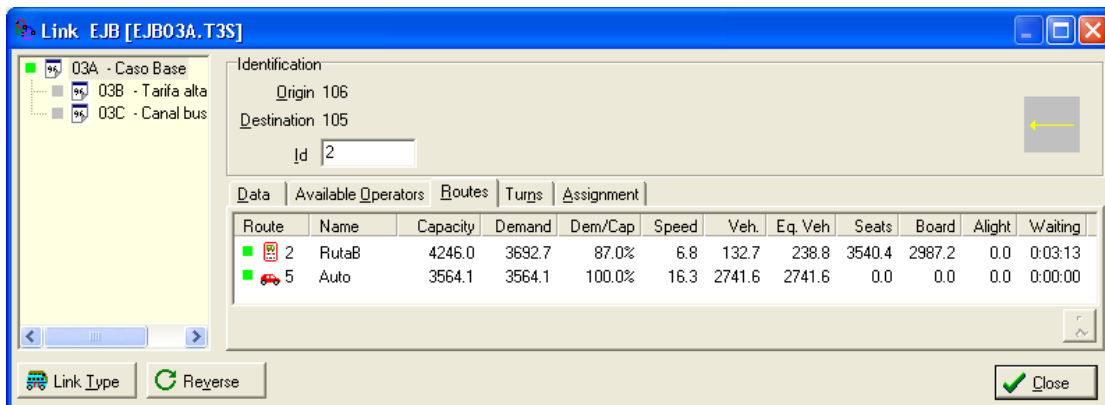 Link EJB [EJB03A.T3S]
03A - Caso Base
03B - Tarifa alta
03C - Canal bus
Identification
Origin 106
Destination 105
Id 2
Data Available Operators Routes Turns Assignment
Route Name Capacity Demand Dem/Cap Speed Veh. Eq. Veh Seats Board Alight Waiting
2 RutaB 4246.0 3692.7 87.0% 6.8 132.7 238.8 3540.4 2987.2 0.0 0:03:13
5 Auto 3564.1 3564.1 100.0% 16.3 2741.6 2741.6 0.0 0.0 0.0 0:00:00
Link Type Reverse Close